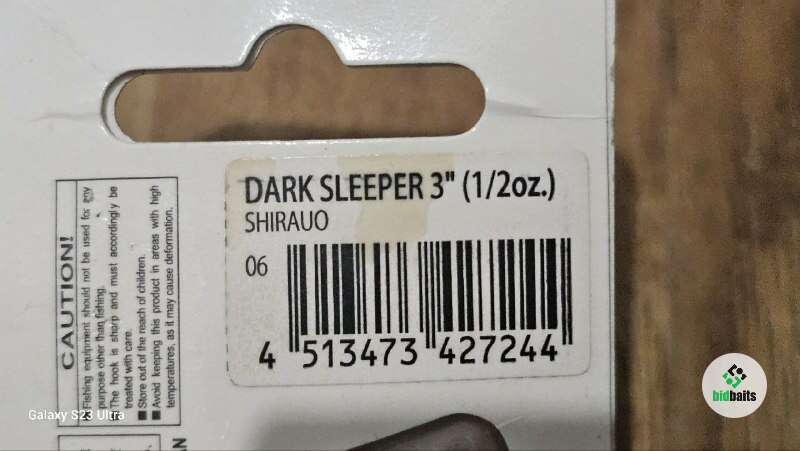 DARK SLEEPER 3" (1/2oz.)
SHIRAUO
06
4 513473 427244
CAUTION!
Fishing equipment should not be used for any
purpose other than fishing.
The hook is sharp and must accordingly be
treated with care.
■ Store out of the reach of children.
■ Avoid keeping this product in areas with high
temperatures, as it may cause deformation.
AN
Galaxy S23 Ultra
bidbaits